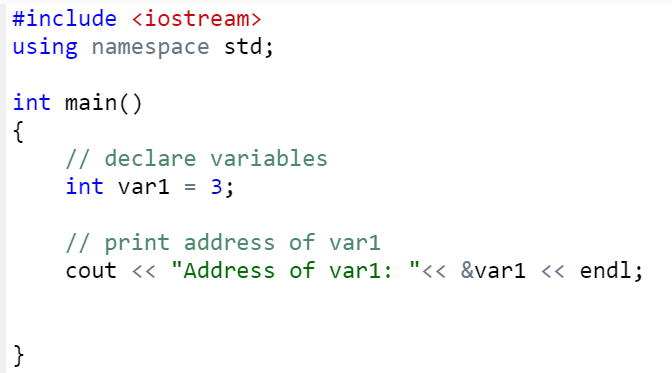 #include <iostream>
using namespace std;
int main()
{
// declare variables
int var1 = 3;
// print address of var1
cout << "Address of var1: "<< &var1 << endl;
}